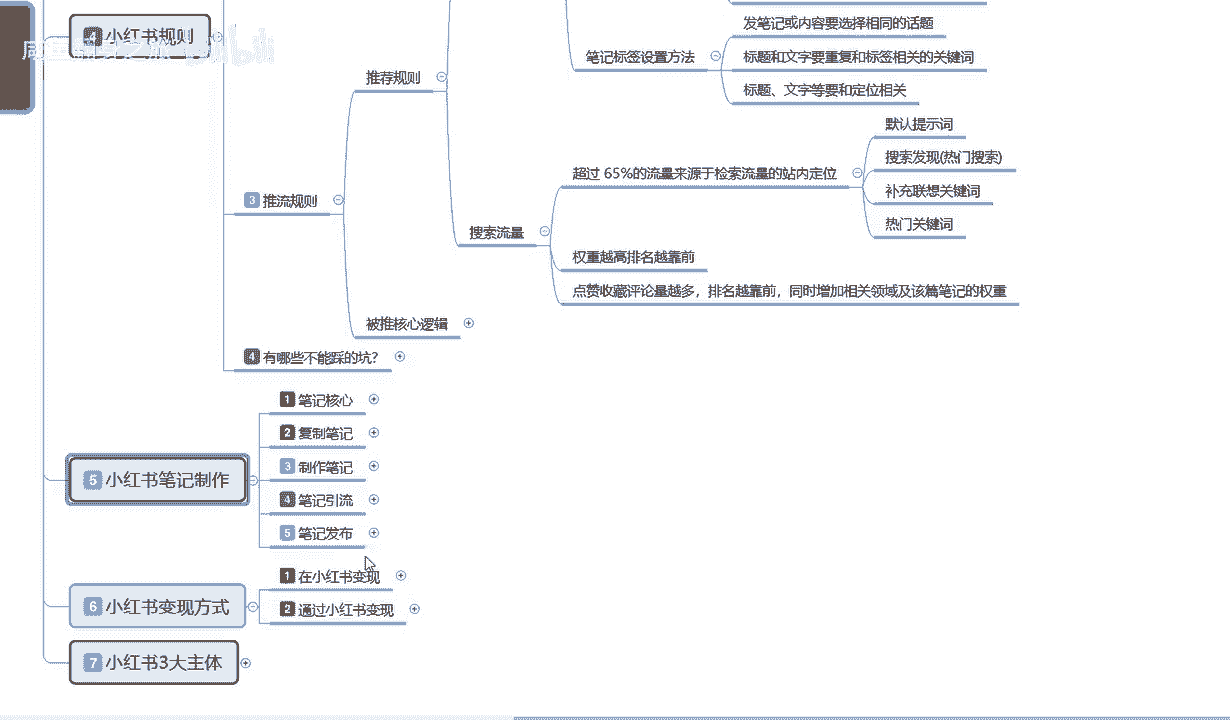 4 小红书规则
bilibili
3 推流规则
推荐规则
笔记标签设置方法
发笔记或内容要选择相同的话题
标题和文字要重复和标签相关的关键词
标题、文字等要和定位相关
搜索流量
超过 65%的流量来源于检索流量的站内定位
默认提示词
搜索发现(热门搜索)
补充联想关键词
热门关键词
权重越高排名越靠前
点赞收藏评论量越多，排名越靠前，同时增加相关领域及该篇笔记的权重
被推核心逻辑
4 有哪些不能踩的坑？
5 小红书笔记制作
1 笔记核心
2 复制笔记
3 制作笔记
4 笔记引流
5 笔记发布
6 小红书变现方式
1 在小红书变现
2 通过小红书变现
7 小红书3大主体